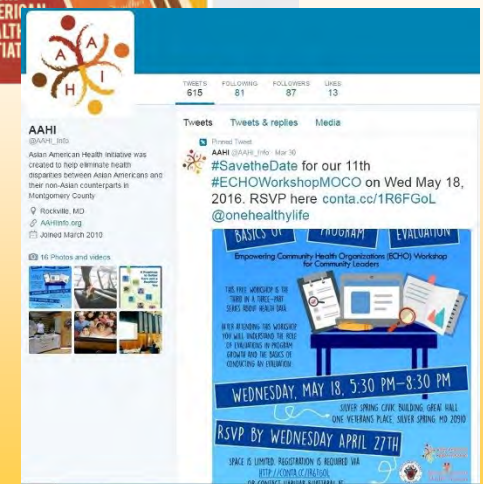 A A
H I
TWEETS FOLLOWING FOLLOWERS LIKES
615 81 87 13
Tweets Tweets & replies Media
AAHI
@AAHI_Info
Asian American Health Initiative was
created to help eliminate health
disparities between Asian Americans and
their non-Asian counterparts in
Montgomery County
Rockville, MD
AAHIinfo.org
Joined March 2010
16 Photos and videos
Pinned Tweet
AAHI @AAHI_Info · Mar 30
#SavetheDate for our 11th
#ECHOWorkshopMOCO on Wed May 18,
2016. RSVP here conta.cc/1R6FGoL
@onehealthylife
BASICS OF PROGRAM EVALUATION
Empowering Community Health Organizations (ECHO) Workshop
for Community Leaders
THIS FREE WORKSHOP IS THE
THIRD IN A THREE-PART
SERIES ABOUT HEALTH DATA.
AFTER ATTENDING THIS WORKSHOP
YOU WILL UNDERSTAND THE ROLE
OF EVALUATIONS IN PROGRAM
GROWTH AND THE BASICS OF
CONDUCTING AN EVALUATION
WEDNESDAY, MAY 18, 5:30 PM-8:30 PM
SILVER SPRING CIVIC BUILDING GREAT HALL
ONE VETERANS PLACE, SILVER SPRING, MD 20910
RSVP BY WEDNESDAY APRIL 27TH
SPACE IS LIMITED. REGISTRATION IS REQUIRED VIA